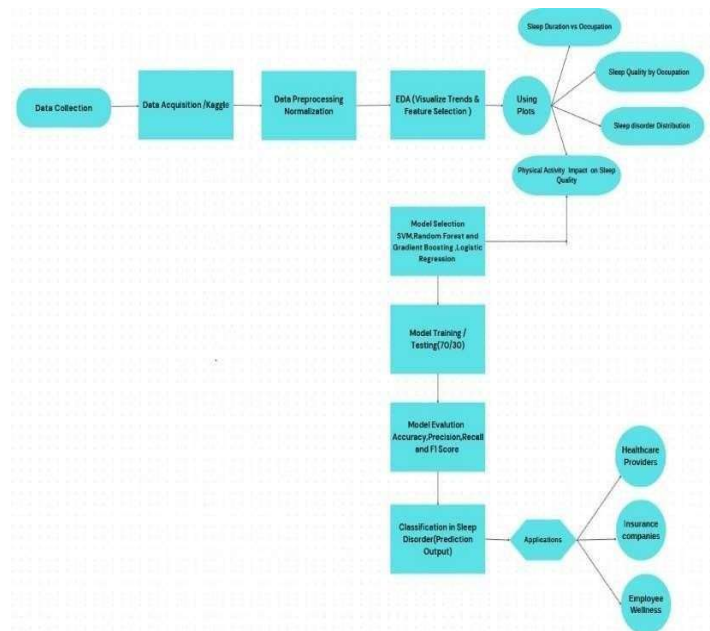 Sleep Duration vs Occupation
Data Collection
Data Acquisition /Kaggle
Data Preprocessing
Normalization
EDA (Visualize Trends &
Feature Selection )
Using
Plots
Sleep Quality by Occupation
Sleep disorder Distribution
Physical Activity Impact on Sleep
Quality
Model Selection
SVM,Random Forest and
Gradient Boosting ,Logistic
Regression
Model Training /
Testing(70/30)
Model Evalution
Accuracy,Precision,Recall
and F1 Score
Classification in Sleep
Disorder(Prediction
Output)
Applications
Healthcare
Providers
Insurance
companies
Employee
Wellness